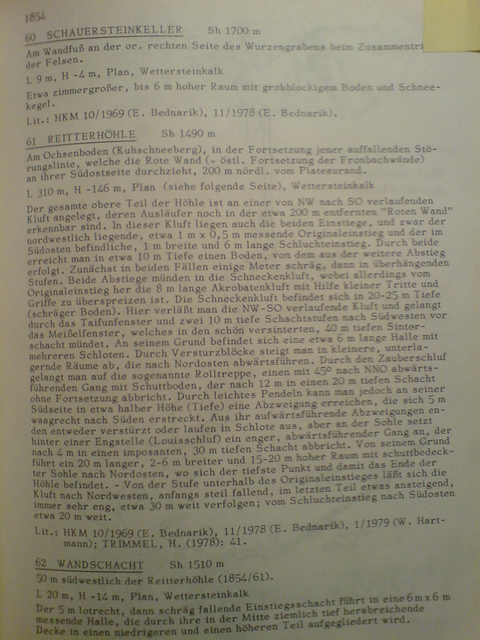 1854
60 SCHAUERSTEINKELLER Sh 1700 m
Am Wandfuß an der or. rechten Seite des Wurzengrabens beim Zusammentri
der Felsen.
L 9 m, H -4 m, Plan, Wettersteinkalk
Etwa zimmergroßer, bis 6 m hoher Raum mit grobblockigem Boden und Schnee-
kegel.
Lit.: HKM 10/1969 (E. Bednarik), 11/1978 (E. Bednarik).
61 REITTERHÖHLE Sh 1490 m
Am Ochsenboden (Kuhschneeberg), in der Fortsetzung jener auffallenden Stö-
rungslinie, welche die Rote Wand (= östl. Fortsetzung der Fronbachwände)
an ihrer Südostseite durchzieht, 200 m nördl. vom Plateaurand.
L 310 m, H -146 m, Plan (siehe folgende Seite), Wettersteinkalk
Der gesamte obere Teil der Höhle ist an einer von NW nach SO verlaufenden
Kluft angelegt, deren Ausläufer noch in der etwa 200 m entfernten "Roten Wand"
erkennbar sind. In dieser Kluft liegen auch die beiden Einstiege, und zwar der
nordwestlich liegende, etwa 1 m x 0,5 m messende Originaleinstieg und der im
Südosten befindliche, 1 m breite und 6 m lange Schluchteinstieg. Durch beide
erreicht man in etwa 10 m Tiefe einen Boden, von dem aus der weitere Abstieg
erfolgt. Zunächst in beiden Fällen einige Meter schräg, dann in überhängenden
Stufen. Beide Abstiege münden in die Schneckenkluft, wobei allerdings vom
Originaleinstieg her die 8 m lange Akrobatenkluft mit Hilfe kleiner Tritte und
Griffe zu überspreizen ist. Die Schneckenkluft befindet sich in 20-25 m Tiefe
(schräger Boden). Hier verläßt man die NW-SO verlaufende Kluft und gelangt
durch das Taifunfenster und zwei 10 m tiefe Schachtstufen nach Südwesten vor
das Meißelfenster, welches in den schön versinterten, 40 m tiefen Sinter-
schacht mündet. An seinem Grund befindet sich eine etwa 6 m lange Halle mit
mehreren Schloten. Durch Versturzblöcke steigt man in kleinere, unterla-
gernde Räume ab, die nach Nordosten abwärtsführen. Durch den Zauberschluf
gelangt man auf die sogenannte Rolltreppe, einen mit 45° nach NNO abwärts-
führenden Gang mit Schuttboden, der nach 12 m in einen 20 m tiefen Schacht
ohne Fortsetzung abbricht. Durch leichtes Pendeln kann man jedoch an seiner
Südseite in etwa halber Höhe (Tiefe) eine Abzweigung erreichen, die sich 5 m
waagrecht nach Süden erstreckt. Aus ihr aufwärtsführende Abzweigungen en-
den entweder verstürzt oder laufen in Schlote aus, aber an der Sohle setzt
hinter einer Engstelle (Louisschluf) ein enger, abwärtsführender Gang an, der
nach 4 m in einen imposanten, 30 m tiefen Schacht abbricht. Von seinem Grund
führt ein 20 m langer, 2-6 m breiter und 15-20 m hoher Raum mit schuttbedeck-
ter Sohle nach Nordosten, wo sich der tiefste Punkt und damit das Ende der
Höhle befindet. - Von der Stufe unterhalb des Originaleinstieges läßt sich die
Kluft nach Nordwesten, anfangs steil fallend, im letzten Teil etwas ansteigend,
immer sehr eng, etwa 30 m weit verfolgen; vom Schluchteinstieg nach Südosten
etwa 20 m weit.
Lit.: HKM 10/1969 (E. Bednarik), 11/1978 (E. Bednarik), 1/1979 (W. Hart-
mann); TRIMMEL, H. (1978): 41.
62 WANDSCHACHT Sh 1510 m
50 m südwestlich der Reitterhöhle (1854/61).
L 20 m, H -14 m, Plan, Wettersteinkalk
Der 5 m lotrecht, dann schräg fallende Einstiegsschacht führt in eine 6 m x 6 m
messende Halle, die durch ihre in der Mitte ziemlich tief herabreichende
Decke in einen niedrigeren und einen höheren Teil aufgegliedert wird.